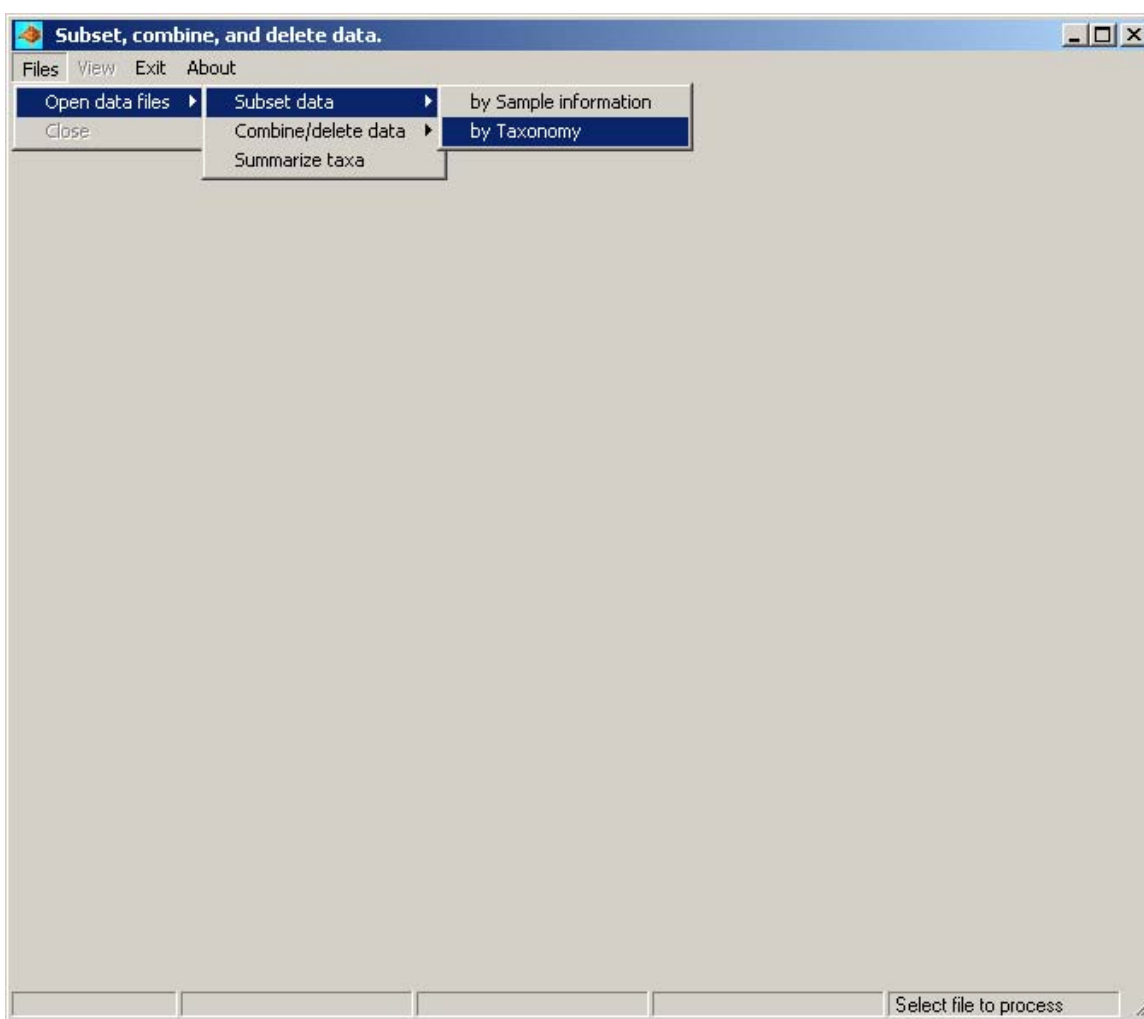 Subset, combine, and delete data.
Files View Exit About
Open data files
Close
Subset data
Combine/delete data
Summarize taxa
by Sample information
by Taxonomy
Select file to process